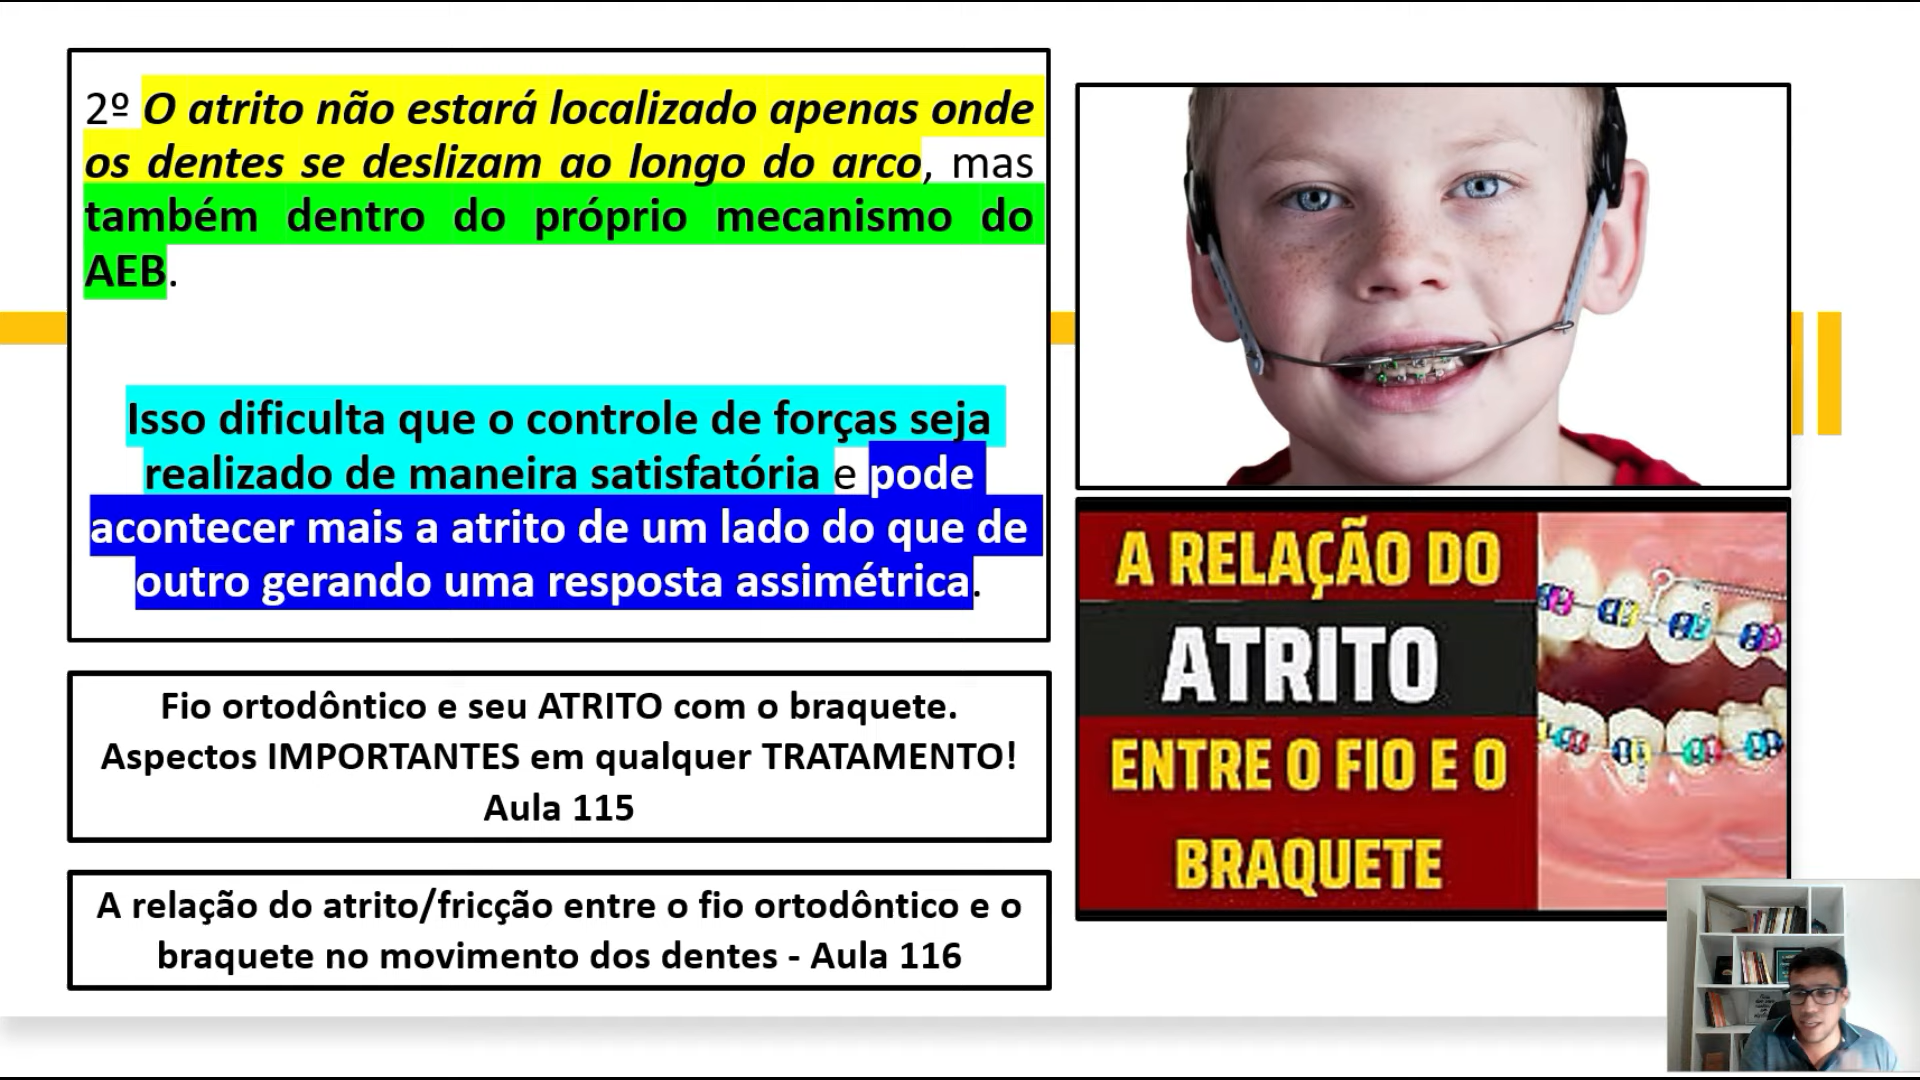 2º O atrito não estará localizado apenas onde
os dentes se deslizam ao longo do arco, mas
também dentro do próprio mecanismo do
AEB.
Isso dificulta que o controle de forças seja
realizado de maneira satisfatória e pode
acontecer mais a atrito de um lado do que de
outro gerando uma resposta assimétrica.
Fio ortodôntico e seu ATRITO com o braquete.
Aspectos IMPORTANTES em qualquer TRATAMENTO!
Aula 115
A relação do atrito/fricção entre o fio ortodôntico e o
braquete no movimento dos dentes - Aula 116
A RELAÇÃO DO
ATRITO
ENTRE O FIO E O
BRAQUETE